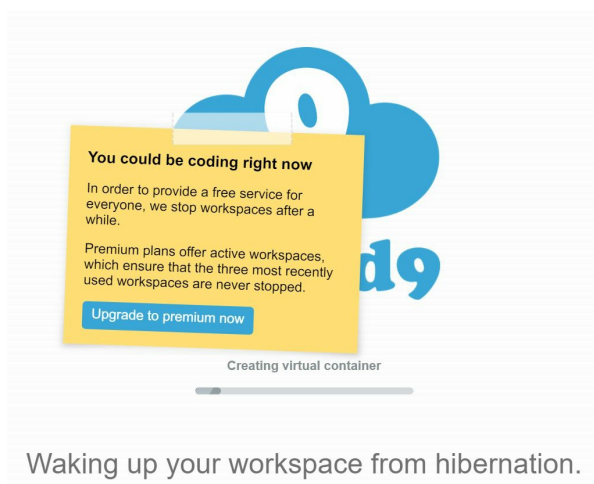 You could be coding right now
In order to provide a free service for
everyone, we stop workspaces after a
while.
Premium plans offer active workspaces,
which ensure that the three most recently
used workspaces are never stopped.
Upgrade to premium now
d9
Creating virtual container
Waking up your workspace from hibernation.